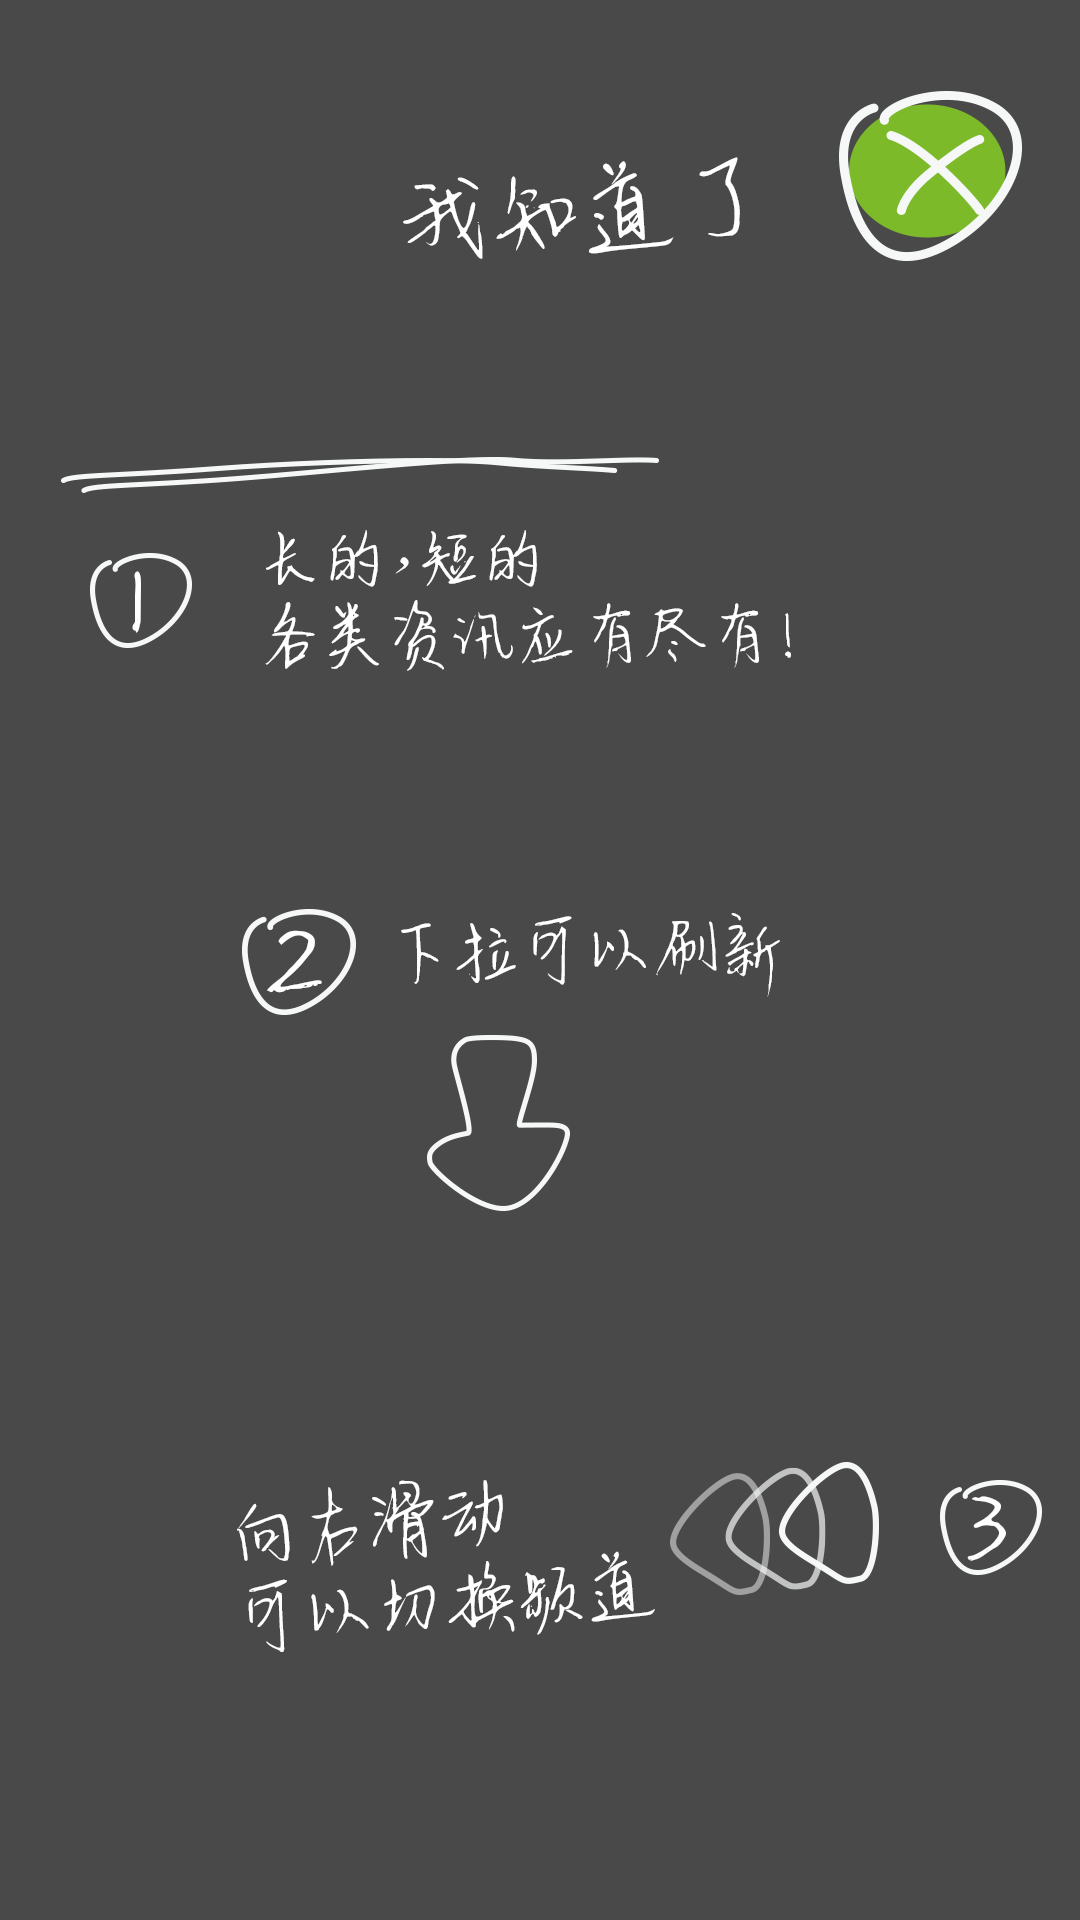 我知道了
① 长的,短的
各类资讯应有尽有!
② 下拉可以刷新
向右滑动
可以切换频道
③